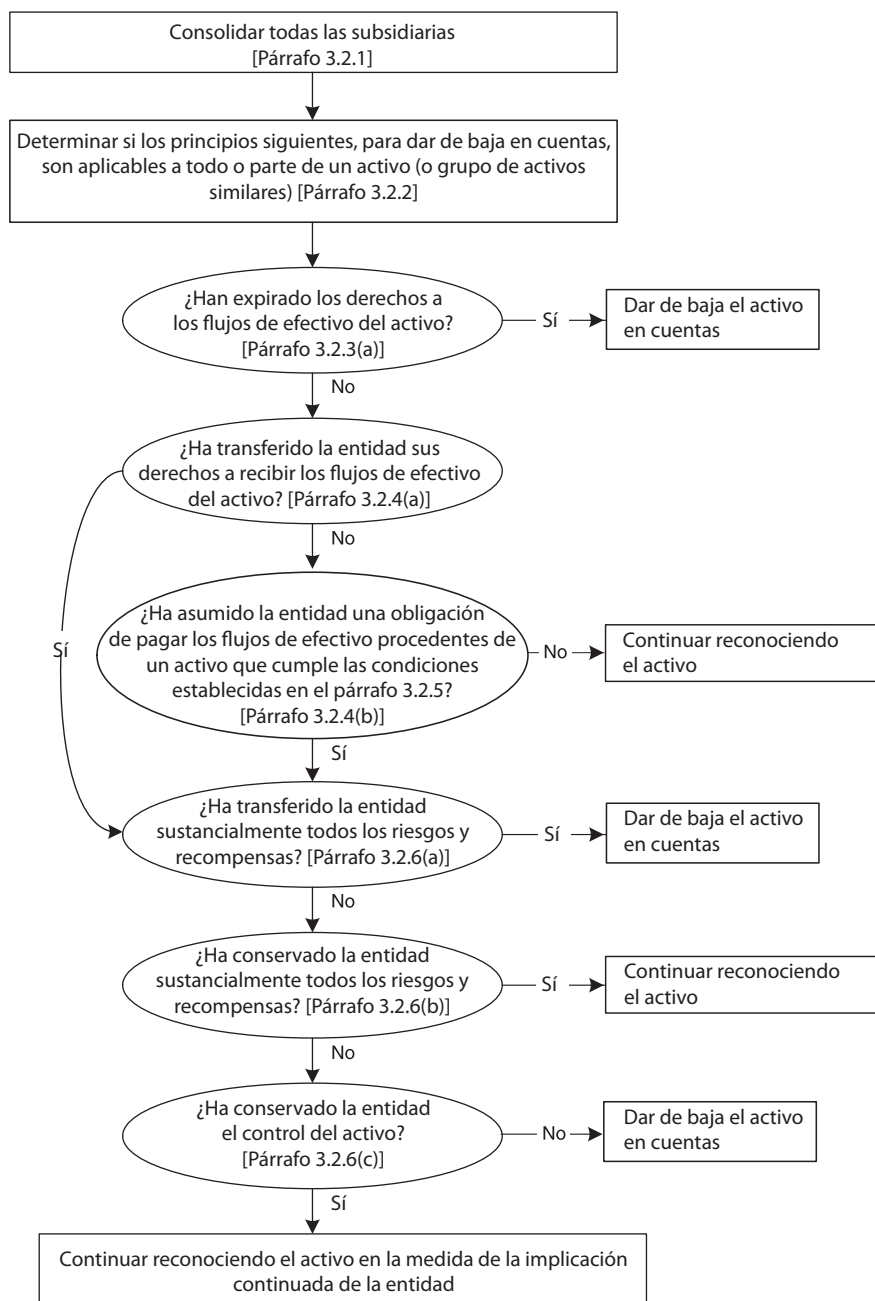 Consolidar todas las subsidiarias
[Párrafo 3.2.1]
Determinar si los principios siguientes, para dar de baja en cuentas,
son aplicables a todo o parte de un activo (o grupo de activos
similares) [Párrafo 3.2.2]
¿Han expirado los derechos a
los flujos de efectivo del activo?
[Párrafo 3.2.3(a)]
Sí
Dar de baja el activo
en cuentas
No
¿Ha transferido la entidad sus
derechos a recibir los flujos de efectivo
del activo? [Párrafo 3.2.4(a)]
No
Sí
¿Ha asumido la entidad una obligación
de pagar los flujos de efectivo procedentes de
un activo que cumple las condiciones
establecidas en el párrafo 3.2.5?
[Párrafo 3.2.4(b)]
No
Continuar reconociendo
el activo
Sí
¿Ha transferido la entidad
sustancialmente todos los riesgos y
recompensas? [Párrafo 3.2.6(a)]
Sí
Dar de baja el activo
en cuentas
No
¿Ha conservado la entidad
sustancialmente todos los riesgos y
recompensas? [Párrafo 3.2.6(b)]
Sí
Continuar reconociendo
el activo
No
¿Ha conservado la entidad
el control del activo?
[Párrafo 3.2.6(c)]
No
Dar de baja el activo
en cuentas
Sí
Continuar reconociendo el activo en la medida de la implicación
continuada de la entidad